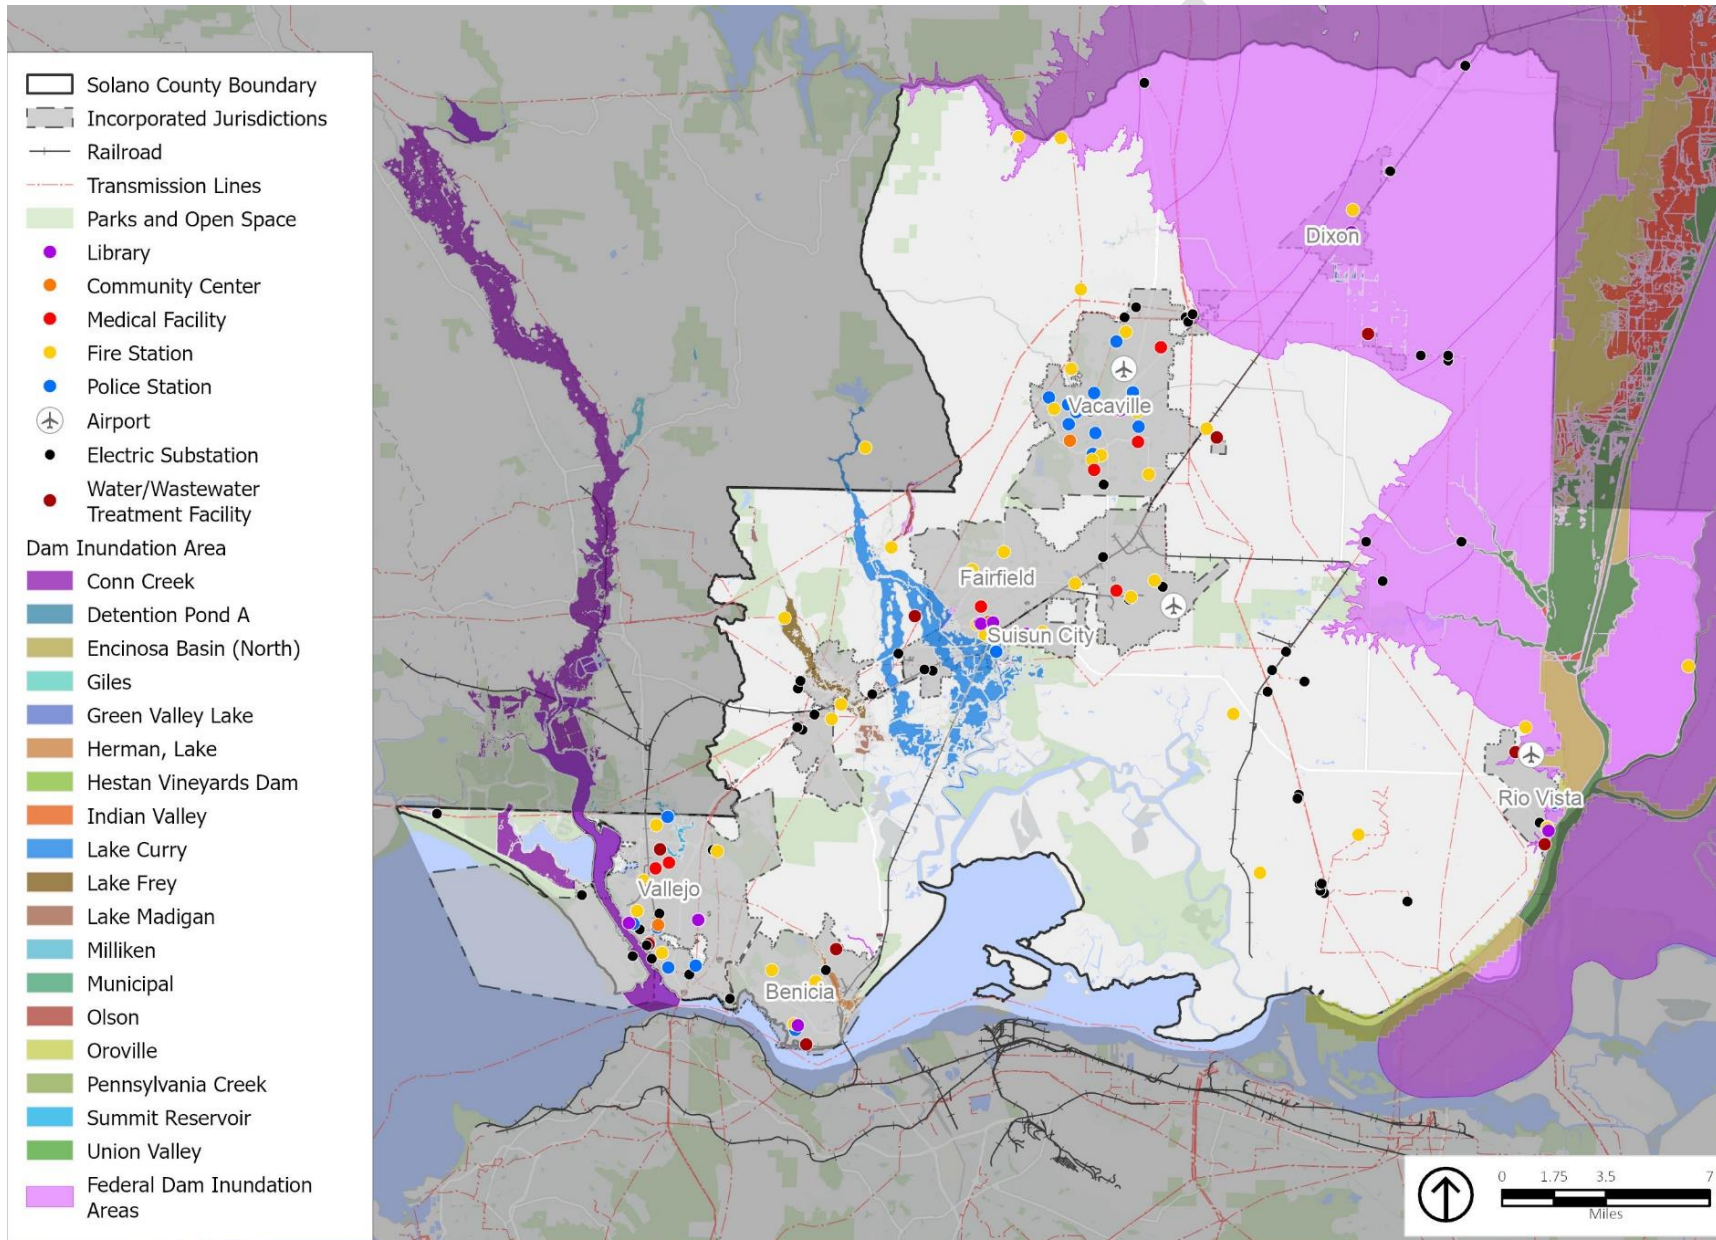 Solano County Boundary
Incorporated Jurisdictions
Railroad
Transmission Lines
Parks and Open Space
Library
Community Center
Medical Facility
Fire Station
Police Station
Airport
Electric Substation
Water/Wastewater
Treatment Facility
Dam Inundation Area
Conn Creek
Detention Pond A
Encinosa Basin (North)
Giles
Green Valley Lake
Herman, Lake
Hestan Vineyards Dam
Indian Valley
Lake Curry
Lake Frey
Lake Madigan
Milliken
Municipal
Olson
Oroville
Pennsylvania Creek
Summit Reservoir
Union Valley
Federal Dam Inundation
Areas
Dixon
Vacaville
Fairfield
Suisun City
Rio Vista
Vallejo
Benicia
0 1.75 3.5 7
Miles